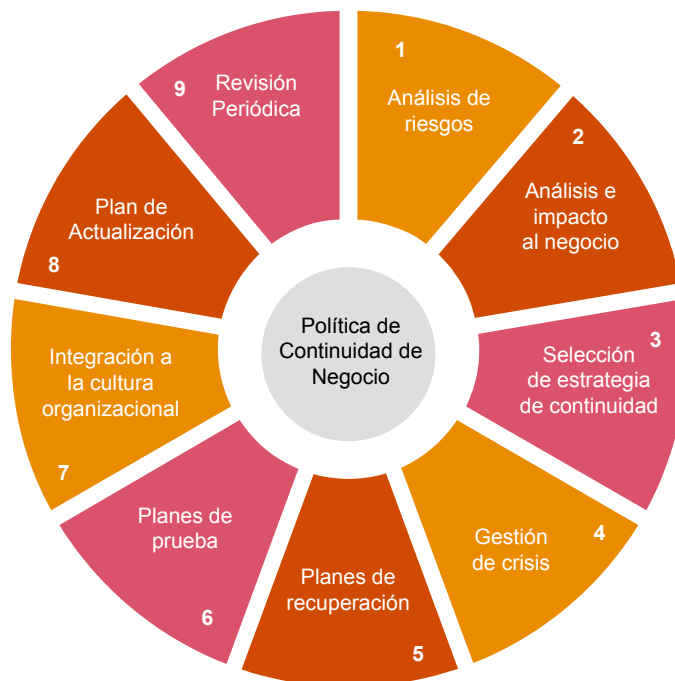 1
Análisis de
riesgos
2
Análisis e
impacto
al negocio
3
Selección
de estrategia
de continuidad
4
Gestión
de crisis
5
Planes de
recuperación
6
Planes de
prueba
7
Integración a
la cultura
organizacional
8
Plan de
Actualización
9
Revisión
Periódica
Política de
Continuidad de
Negocio